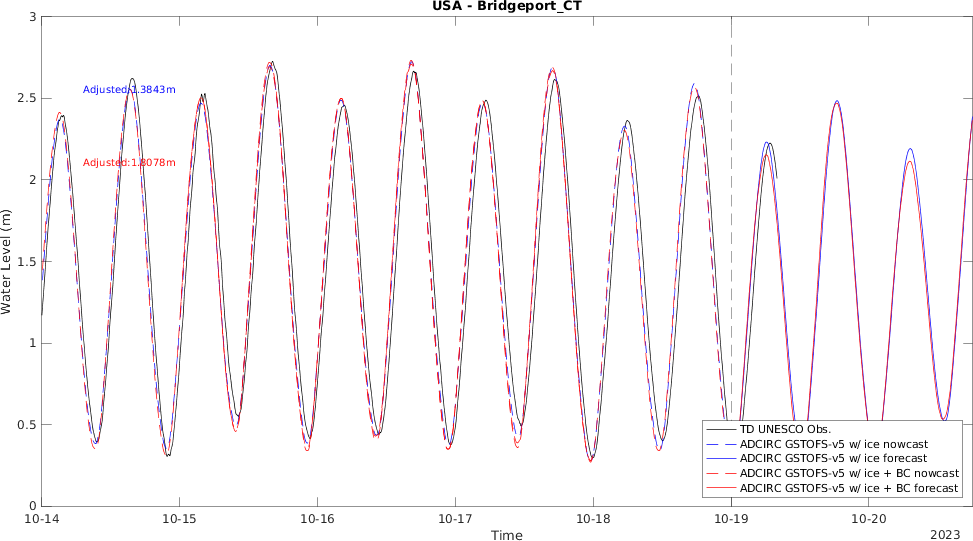 USA - Bridgeport_CT
3
2.5
2
1.5
1
0.5
0
Water Level (m)
Adjusted:1.3843m
Adjusted:1.8078m
TD UNESCO Obs.
ADCIRC GSTOFS-v5 w/ ice nowcast
ADCIRC GSTOFS-v5 w/ ice forecast
ADCIRC GSTOFS-v5 w/ ice + BC nowcast
ADCIRC GSTOFS-v5 w/ ice + BC forecast
10-14 10-15 10-16 10-17 10-18 10-19 10-20
Time
2023